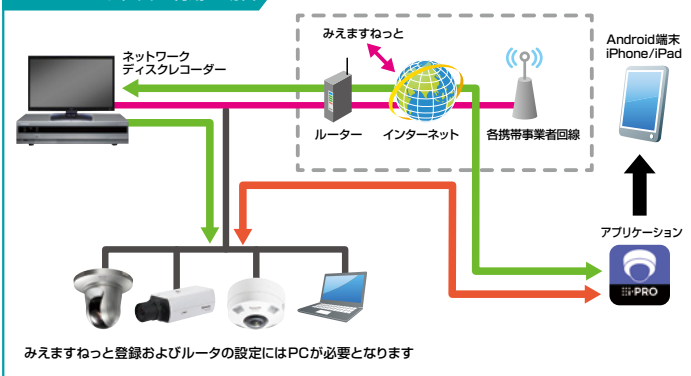 みえますねっと
ネットワーク
ディスクレコーダー
Android端末
iPhone/iPad
ルーター
インターネット
各携帯事業者回線
アプリケーション
i-PRO
みえますねっと登録およびルータの設定にはPCが必要となります